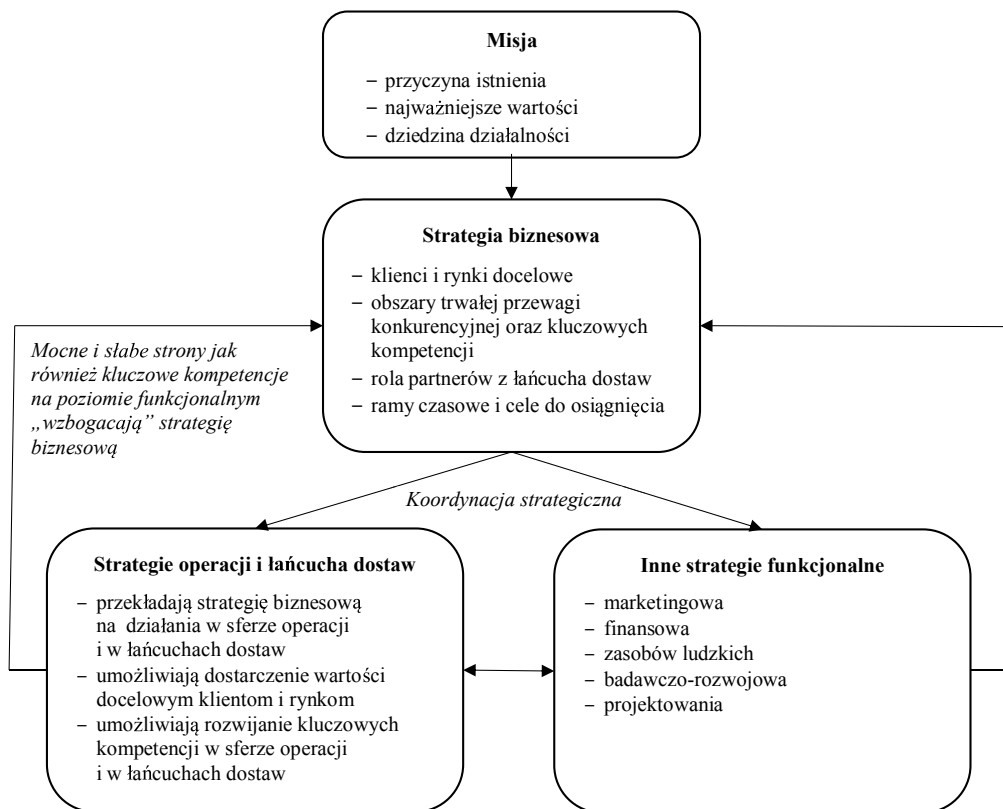 Misja
– przyczyna istnienia
– najważniejsze wartości
– dziedzina działalności
Strategia biznesowa
– klienci i rynki docelowe
– obszary trwałej przewagi
konkurencyjnej oraz kluczowych
kompetencji
– rola partnerów z łańcucha dostaw
– ramy czasowe i cele do osiągnięcia
Mocne i słabe strony jak
również kluczowe kompetencje
na poziomie funkcjonalnym
„wzbogacają” strategię
biznesową
Koordynacja strategiczna
Strategie operacji i łańcucha dostaw
– przekładają strategię biznesową
na działania w sferze operacji
i w łańcuchach dostaw
– umożliwiają dostarczenie wartości
docelowym klientom i rynkom
– umożliwiają rozwijanie kluczowych
kompetencji w sferze operacji
i w łańcuchach dostaw
Inne strategie funkcjonalne
– marketingowa
– finansowa
– zasobów ludzkich
– badawczo-rozwojowa
– projektowania